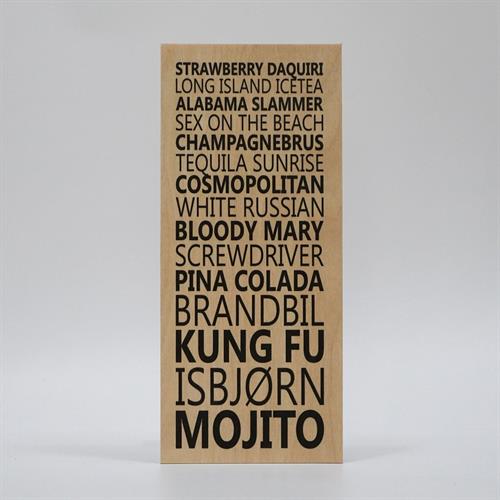 STRAWBERRY DAQUIRI
LONG ISLAND ICETEA
ALABAMA SLAMMER
SEX ON THE BEACH
CHAMPAGNEBRUS
TEQUILA SUNRISE
COSMOPOLITAN
WHITE RUSSIAN
BLOODY MARY
SCREWDRIVER
PINA COLADA
BRANDBIL
KUNG FU
ISBJØRN
MOJITO